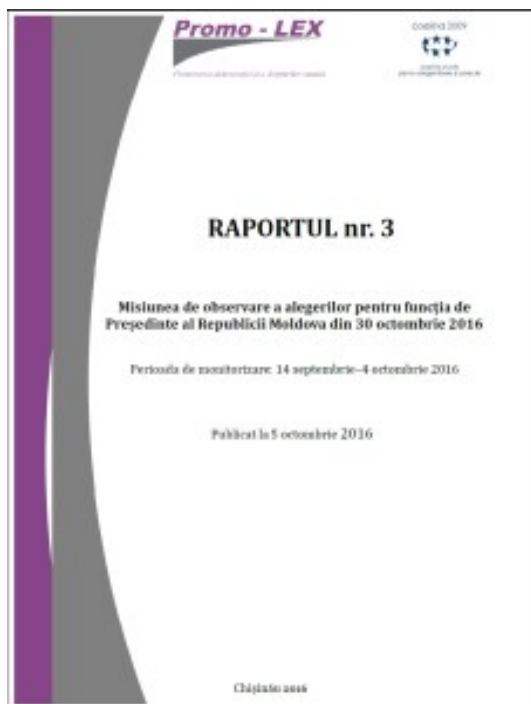 Promo - LEX
RAPORTUL nr. 3
Misiunea de observare a alegerilor pentru funcția de
Președinte al Republicii Moldova din 30 octombrie 2016
Perioada de monitorizare: 14 septembrie–4 octombrie 2016
Publicat la 5 octombrie 2016
Chișinău 2016